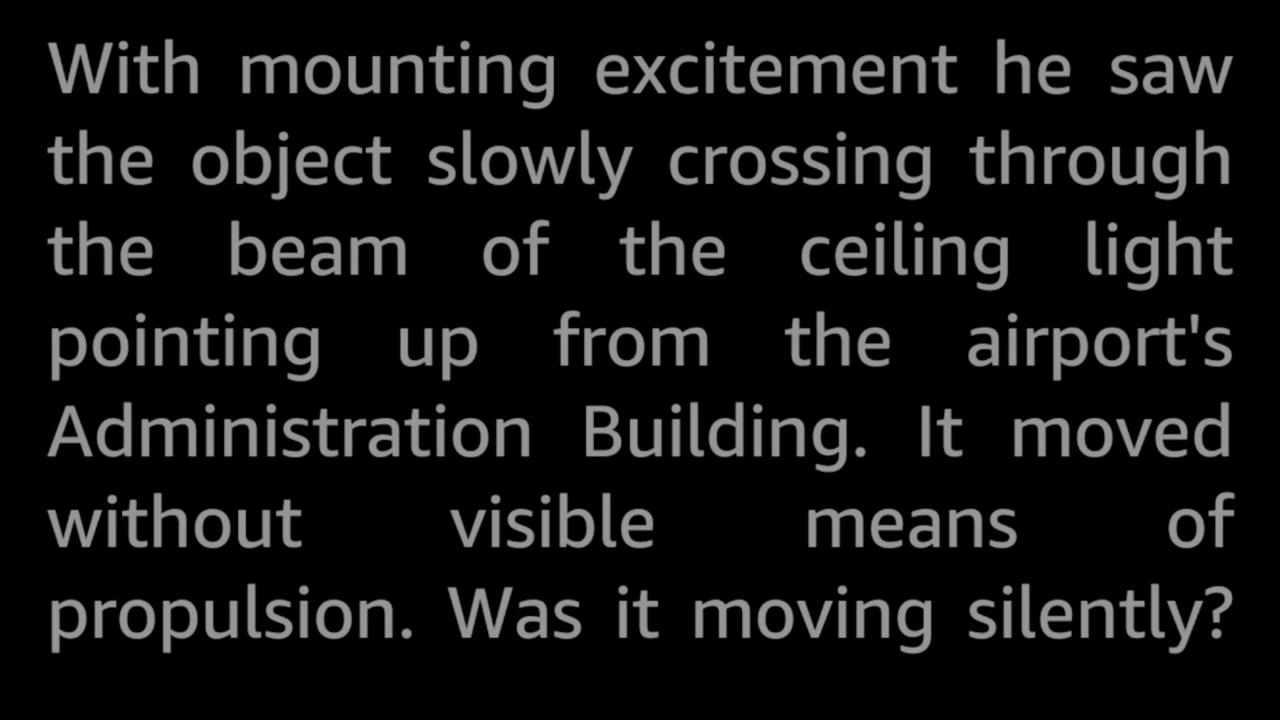 With mounting excitement he saw
the object slowly crossing through
the beam of the ceiling light
pointing up from the airport's
Administration Building. It moved
without visible means of
propulsion. Was it moving silently?